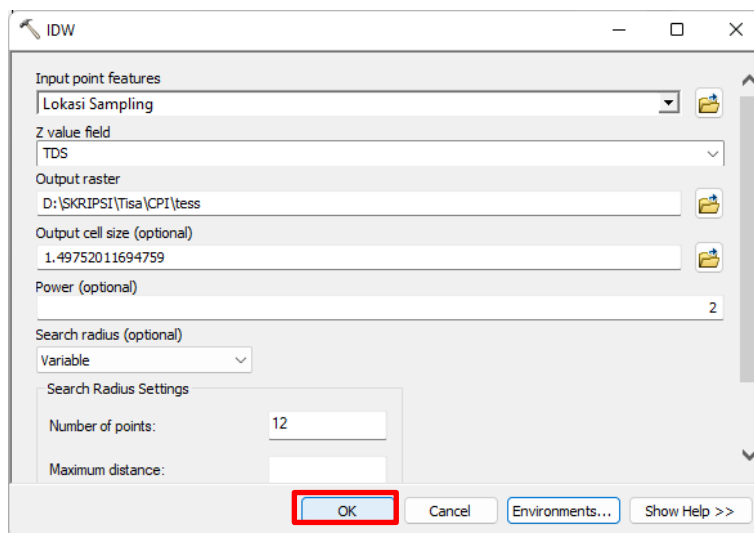 IDW
Input point features
Lokasi Sampling
Z value field
TDS
Output raster
D:\SKRIPSI\Tisa\CPI\tess
Output cell size (optional)
1.49752011694759
Power (optional)
2
Search radius (optional)
Variable
Search Radius Settings
Number of points: 12
Maximum distance:
OK Cancel Environments... Show Help >>